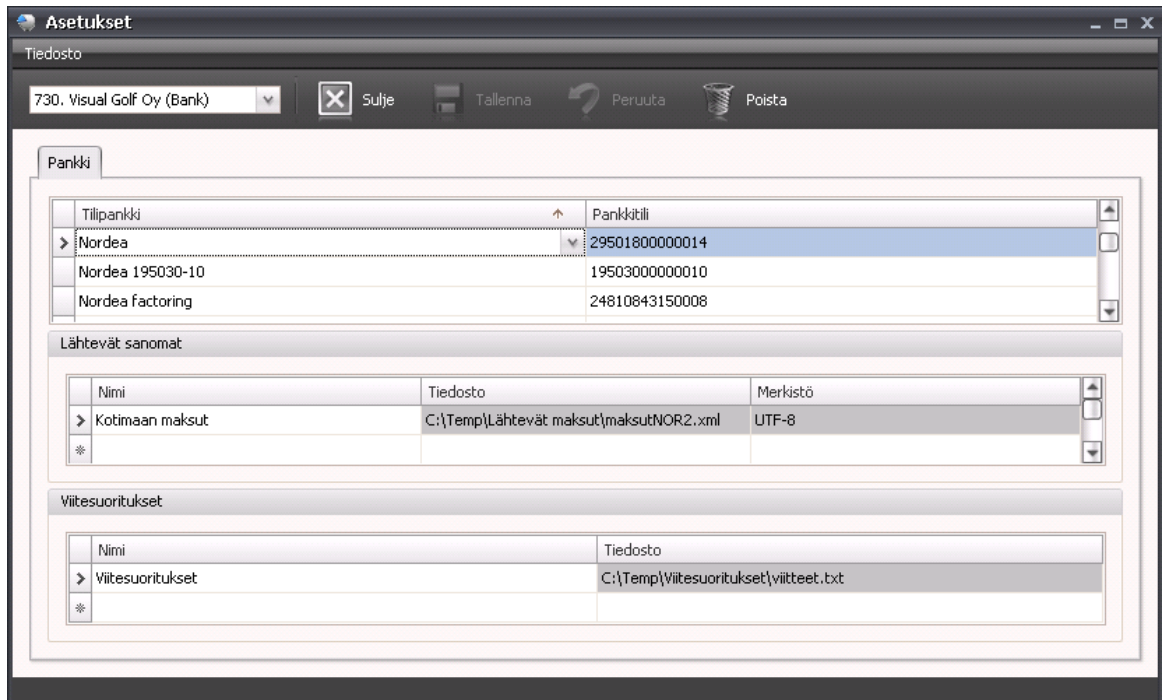 Asetukset
Tiedosto
730. Visual Golf Oy (Bank) Sulje Tallenna Peruuta Poista
Pankki
Tilipankki Pankkitili
Nordea 29501800000014
Nordea 195030-10 19503000000010
Nordea factoring 24810843150008
Lähtevät sanomat
Nimi Tiedosto Merkistö
Kotimaan maksut C:\Temp\Lähtevät maksut\maksutNOR2.xml UTF-8
Viitesuoritukset
Nimi Tiedosto
Viitesuoritukset C:\Temp\Viitesuoritukset\viitteet.txt